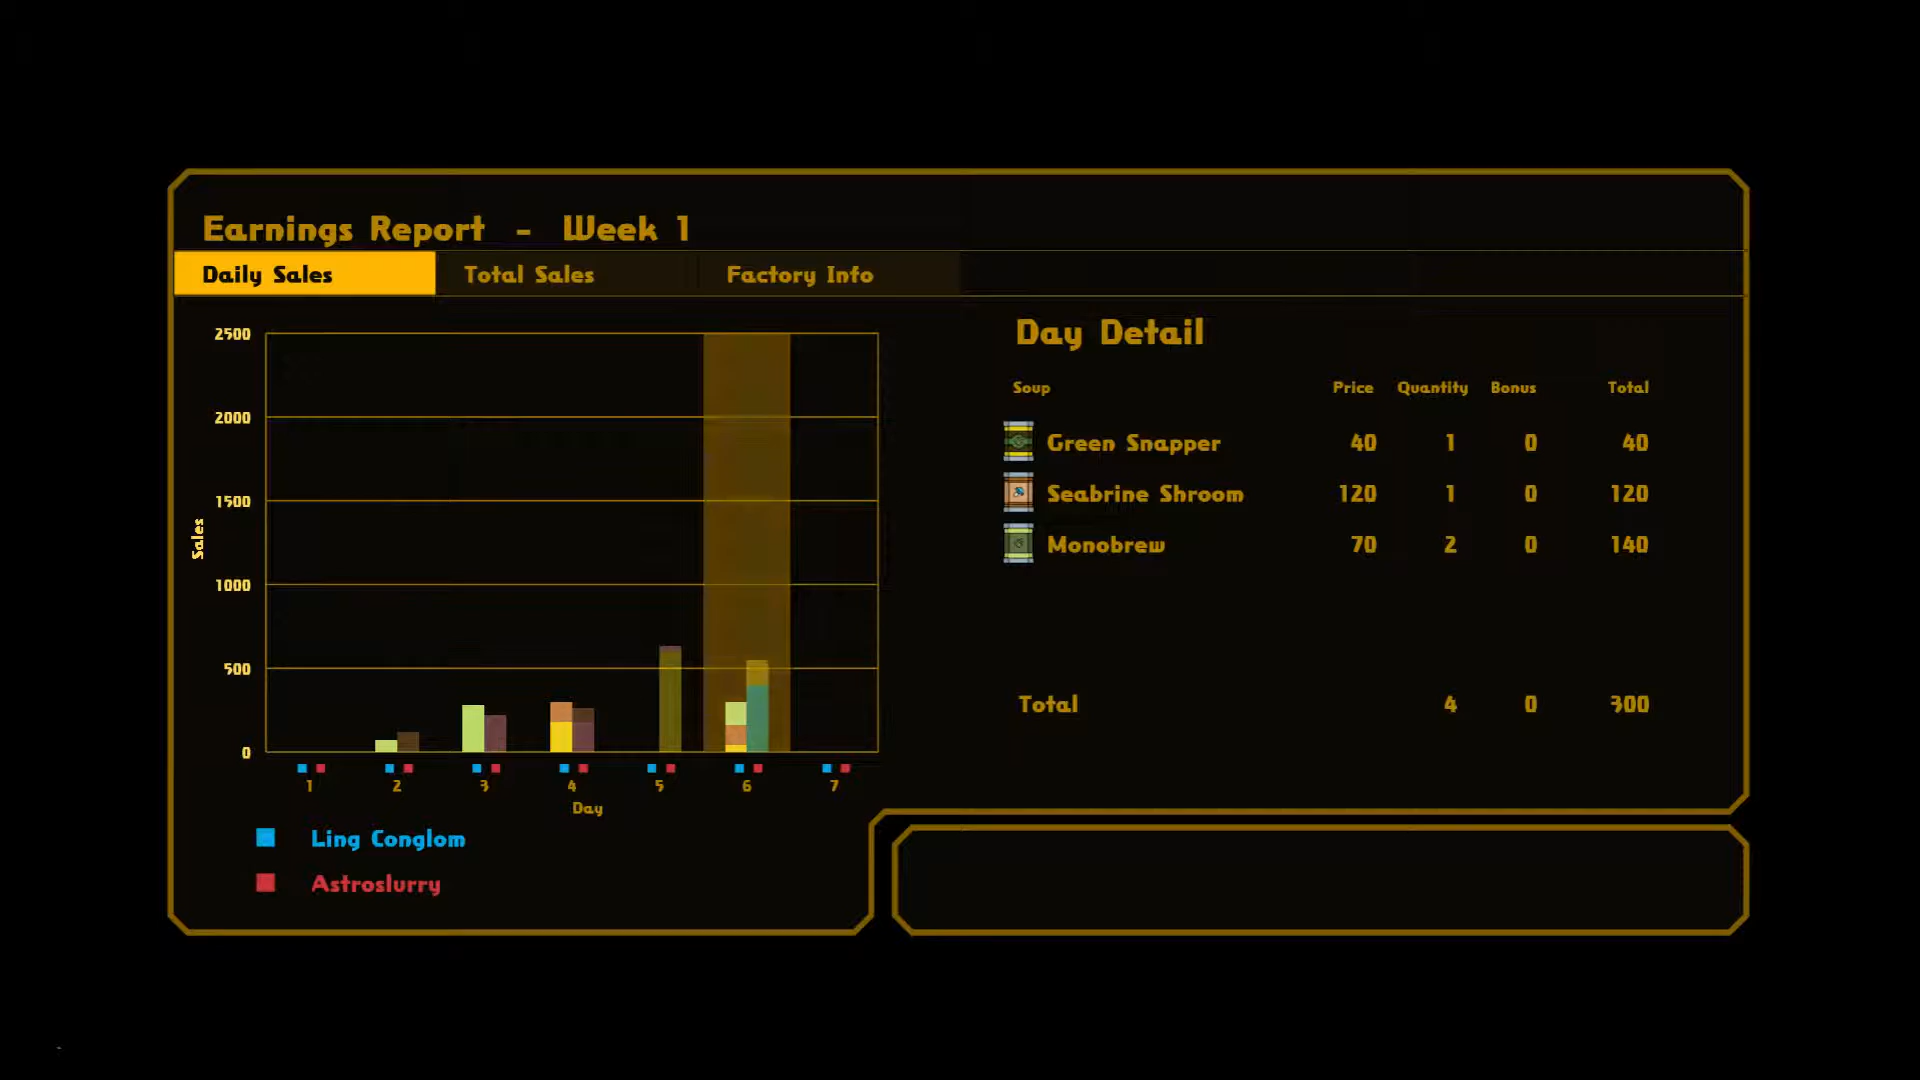 Earnings Report - Week 1
Daily Sales Total Sales Factory Info
2500
2000
1500
1000
500
0
Sales
1 2 3 4 5 6 7
Day
Ling Conglom
Astroslurry
Day Detail
Soup Price Quantity Bonus Total
Green Snapper 40 1 0 40
Seabrine Shroom 120 1 0 120
Monobrew 70 2 0 140
Total 4 0 300